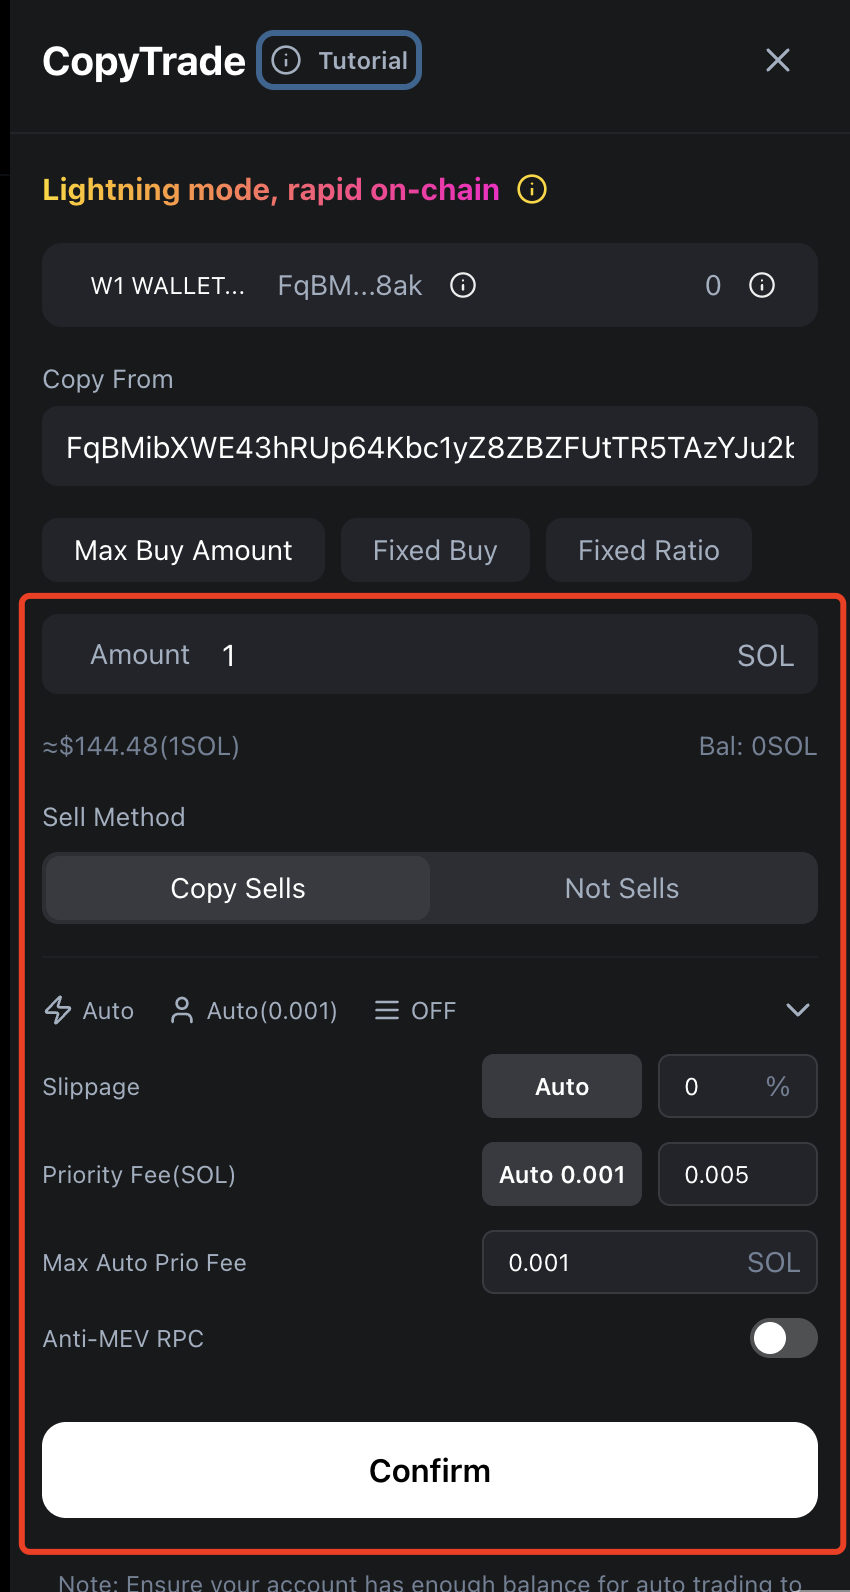 CopyTrade Tutorial
Lightning mode, rapid on-chain
W1 WALLET... FqBM...8ak 0
Copy From
FqBMibXWE43hRUp64Kbc1yZ8ZBZFUtTR5TAzYJu2b
Max Buy Amount Fixed Buy Fixed Ratio
Amount 1 SOL
≈$144.48(1SOL) Bal: 0SOL
Sell Method
Copy Sells Not Sells
Auto Auto(0.001) OFF
Slippage Auto 0 %
Priority Fee(SOL) Auto 0.001 0.005
Max Auto Prio Fee 0.001 SOL
Anti-MEV RPC
Confirm
Note: Ensure your account has enough balance for auto trading to